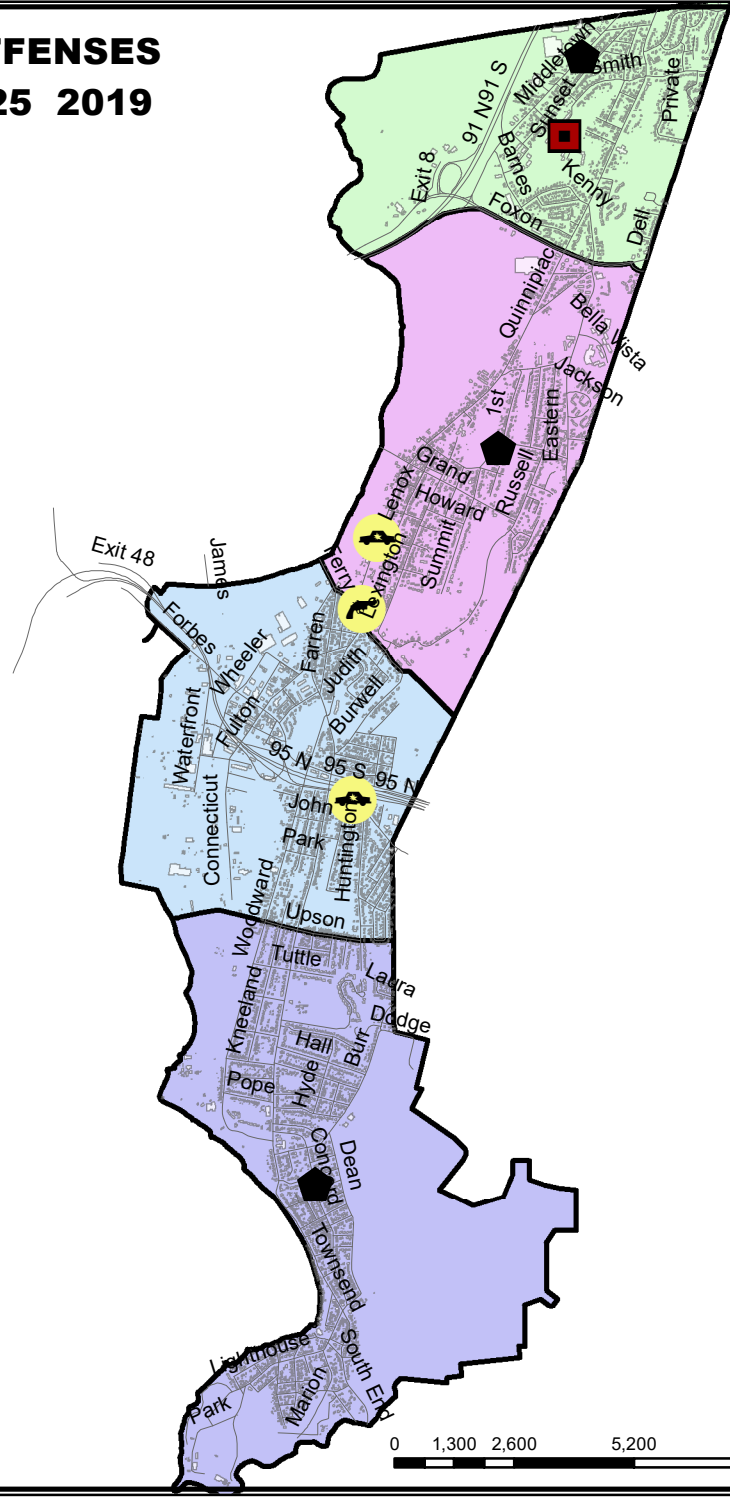 FFENSES
25 2019
Middletown
Smith
Private
Sunset
91 N
91 S
Barnes
Kenny
Exit 8
Foxon
Dell
Quinnipiac
Bella Vista
Jackson
1st
Eastern
Grand
Russell
Lenox
Howard
Summit
Lexington
Terry
Exit 48
James
Forbes
Farren
Wheeler
Judith
Fulton
Burwell
Waterfront
95 N
95 S
95 N
Connecticut
John
Park
Huntington
Woodward
Upson
Tuttle
Laura
Kneeland
Dodge
Hall
Burr
Pope
Hyde
Concord
Dean
Townsend
Lighthouse
South End
Marion
Park
0 1,300 2,600 5,200